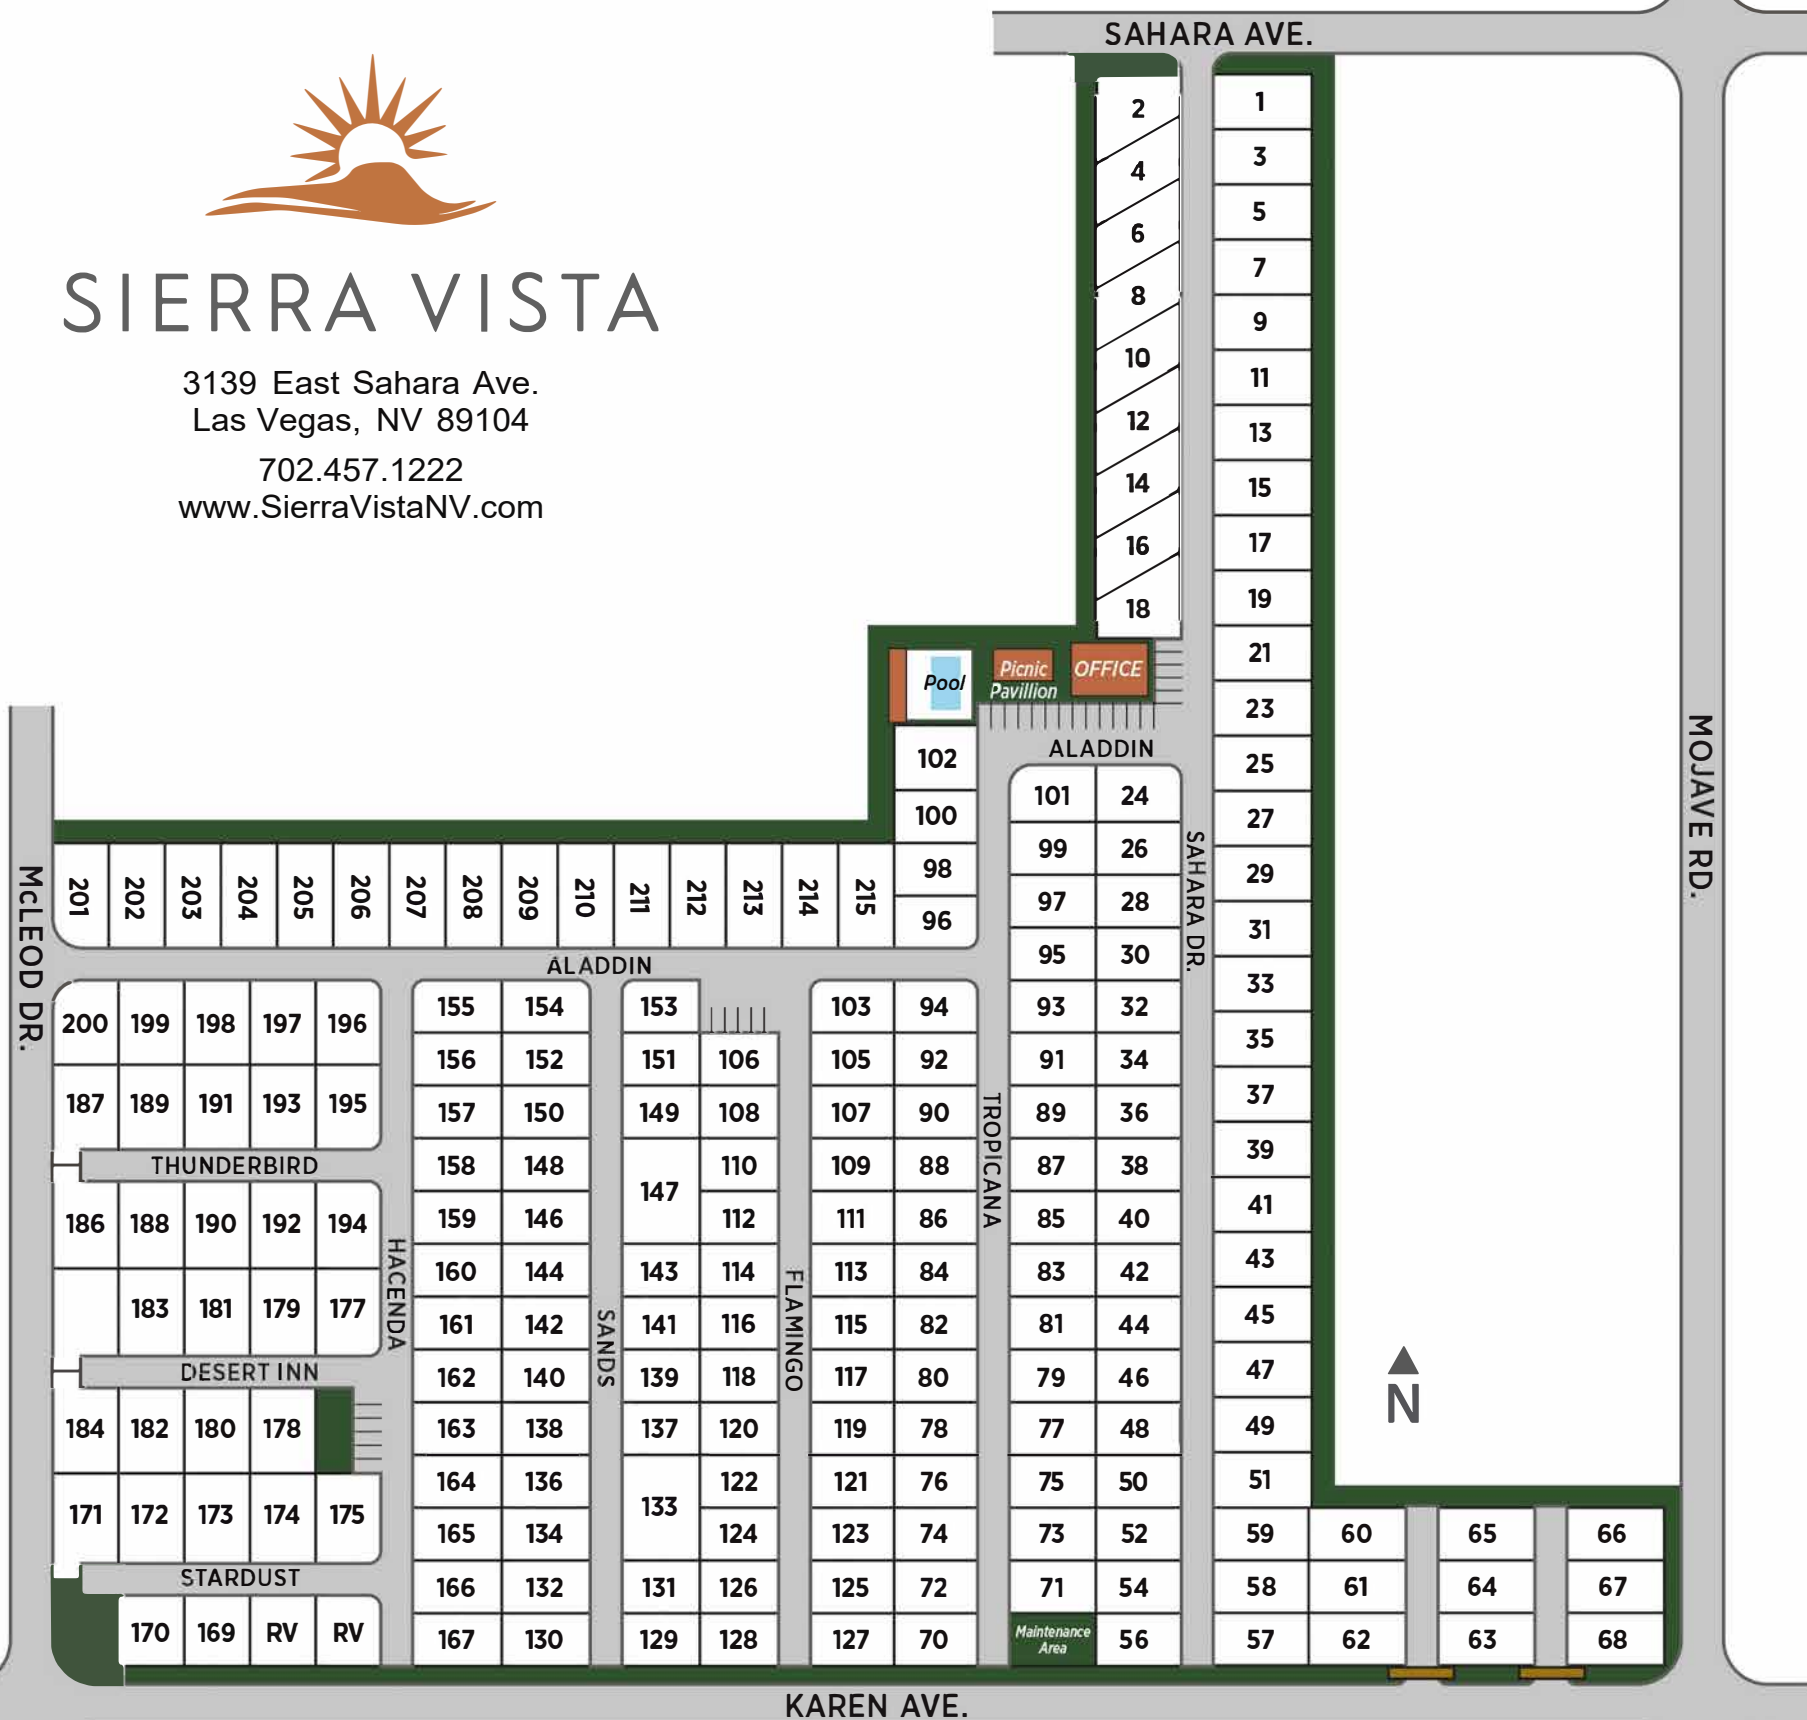 SAHARA AVE.
SIERRA VISTA
3139 East Sahara Ave.
Las Vegas, NV 89104
702.457.1222
www.SierraVistaNV.com
2
4
6
8
10
12
14
16
18
1
3
5
7
9
11
13
15
17
19
21
23
25
27
29
31
33
35
37
39
41
43
45
47
49
51
Pool
Picnic
Pavillion
OFFICE
ALADDIN
102
100
98
96
101 24
99 26
97 28
95 30
93 32
91 34
89 36
87 38
85 40
83 42
81 44
79 46
77 48
75 50
73 52
71 54
Maintenance
Area
56
SAHARA DR.
MOJAVE RD.
McLEOD DR.
201 202 203 204 205 206 207 208 209 210 211 212 213 214 215
ALADDIN
200 199 198 197 196
187 189 191 193 195
THUNDERBIRD
186 188 190 192 194
183 181 179 177
DESERT INN
184 182 180 178
171 172 173 174 175
STARDUST
170 169 RV RV
HACENDA
155 154
156 152
157 150
158 148
159 146
160 144
161 142
162 140
163 138
164 136
165 134
166 132
167 130
SANDS
153
151 106
149 108
147
110
112
143 114
141 116
139 118
137 120
133
122
124
131 126
129 128
FLAMINGO
103 94
105 92
107 90
109 88
111 86
113 84
115 82
117 80
119 78
121 76
123 74
125 72
127 70
TROPICANA
N
59 60 65 66
58 61 64 67
57 62 63 68
KAREN AVE.